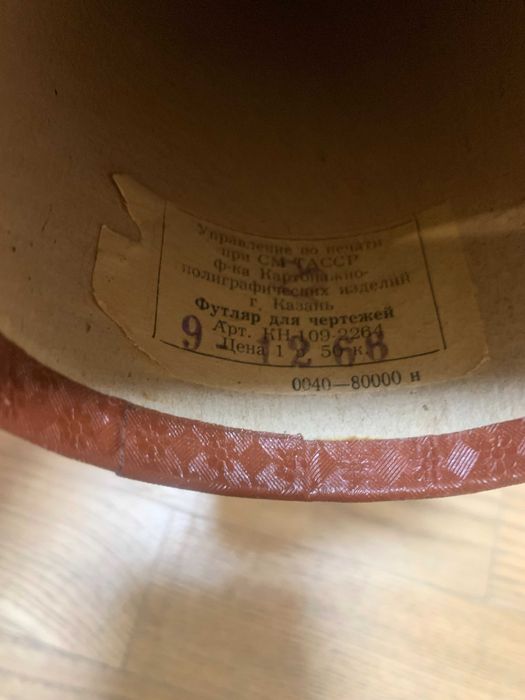 Управление по печати
при СМ ТАССР
ф-ка Картонажно-
полиграфических изделий
г. Казань
Футляр для чертежей
Арт. КН-109-2264
Цена 1 50 к.
9 - 12 68
0040—80000 н